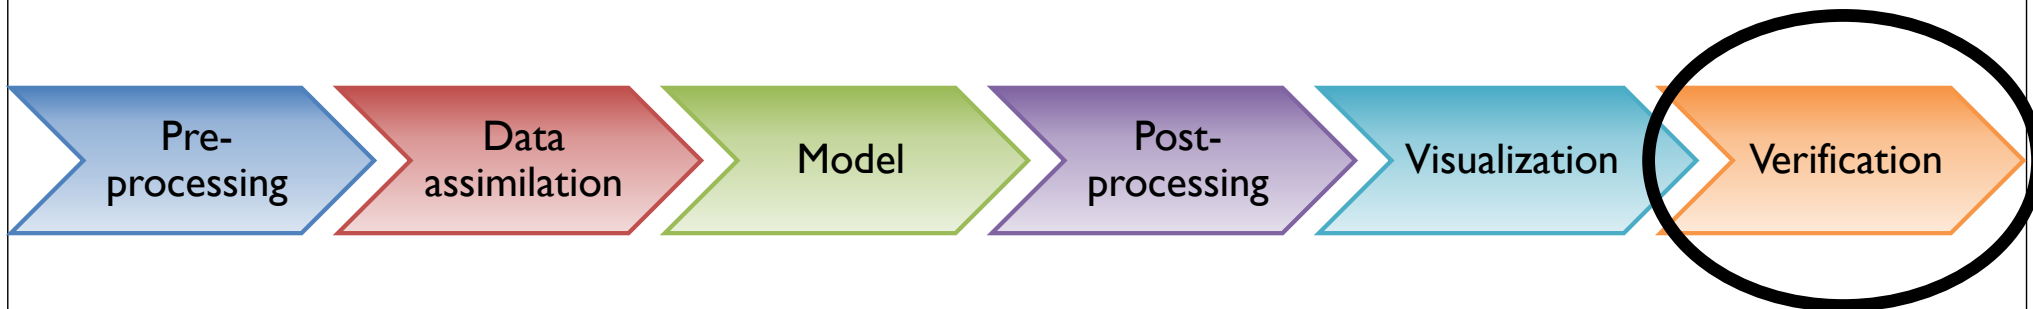 Pre-
processing
Data
assimilation
Model
Post-
processing
Visualization
Verification